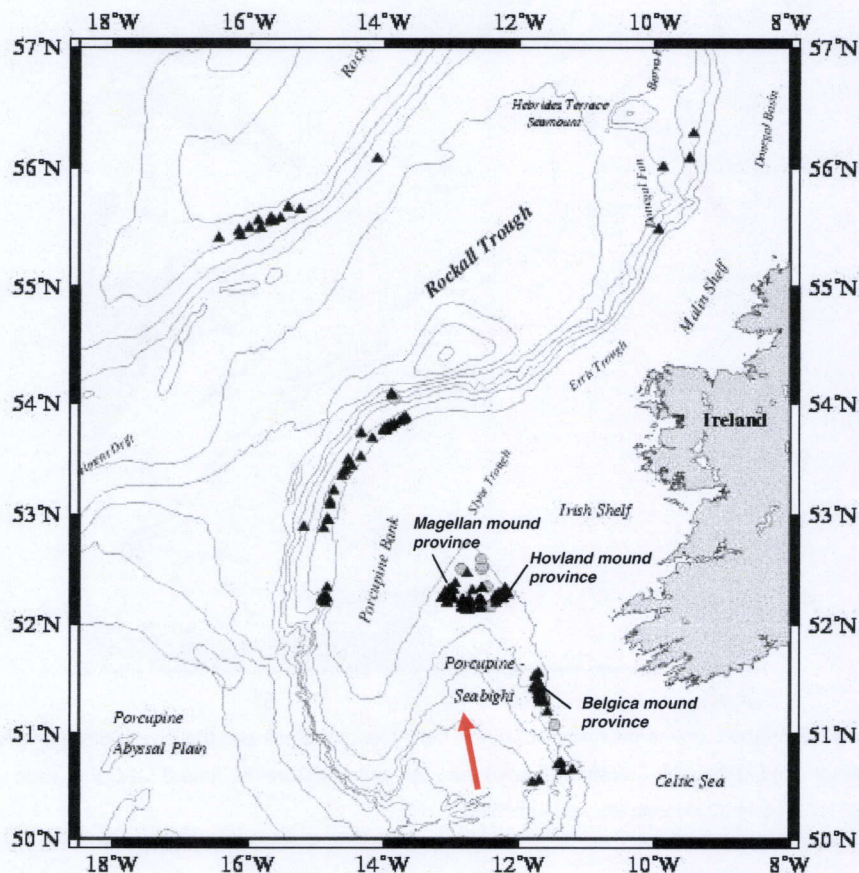 18°W 16°W 14°W 12°W 10°W 8°W
57°N 57°N
Rock
Hebrides Terrace
Seamount
Donegal Basin
56°N 56°N
Donegal Fan
Rockall Trough
55°N 55°N
Malin Shelf
Erris Trough
54°N 54°N
Ireland
Drift
53°N 53°N
Slyne Trough
Irish Shelf
Magellan mound
province
Hovland mound
province
Porcupine Bank
52°N 52°N
Porcupine -
Seabight
Belgica mound
province
51°N 51°N
Porcupine
Abyssal Plain
Celtic Sea
50°N 50°N
18°W 16°W 14°W 12°W 10°W 8°W